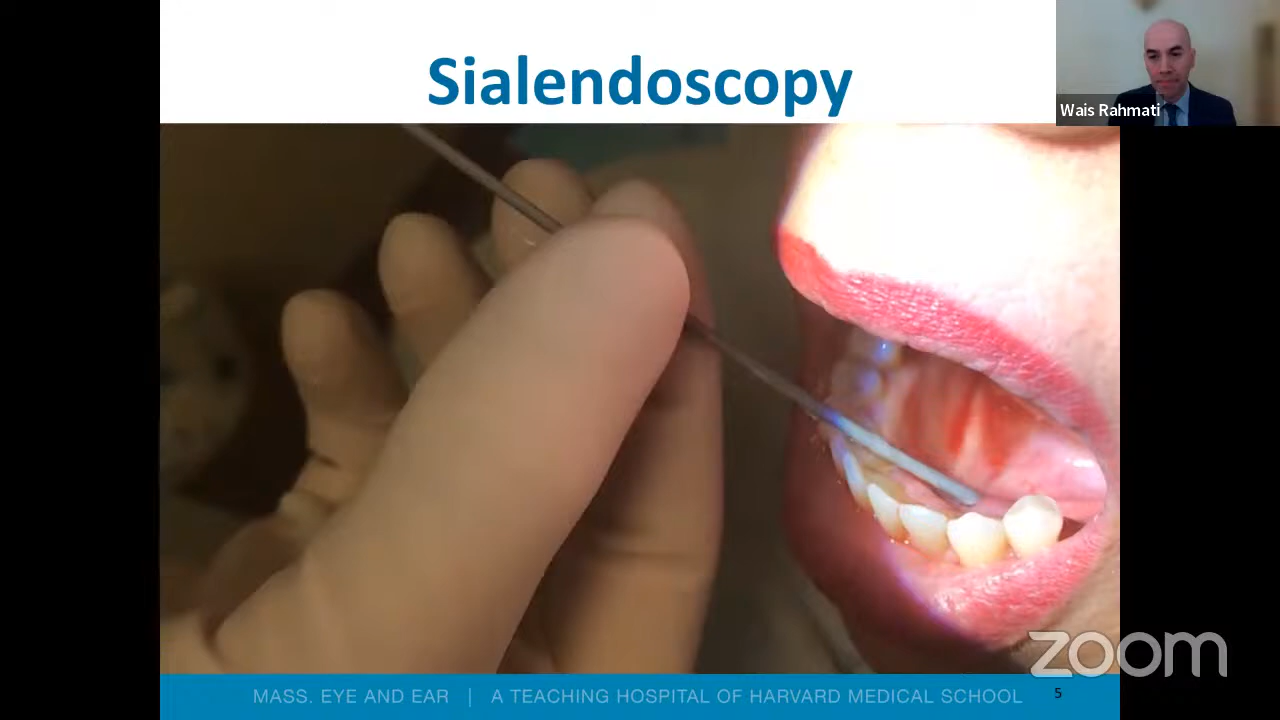 Sialendoscopy
Wais Rahmati
zoom
MASS. EYE AND EAR | A TEACHING HOSPITAL OF HARVARD MEDICAL SCHOOL 5